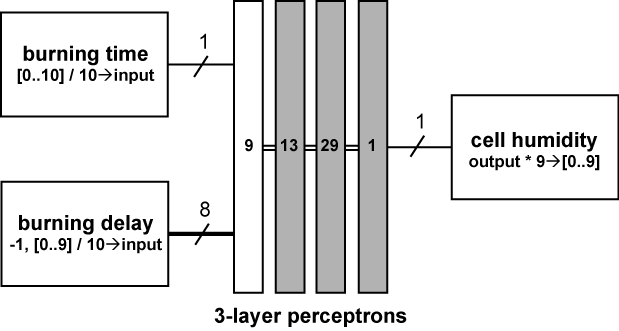 burning time
[0..10] / 10→input
1
burning delay
-1, [0..9] / 10→input
8
9
13
29
1
1
cell humidity
output * 9→[0..9]
3-layer perceptrons